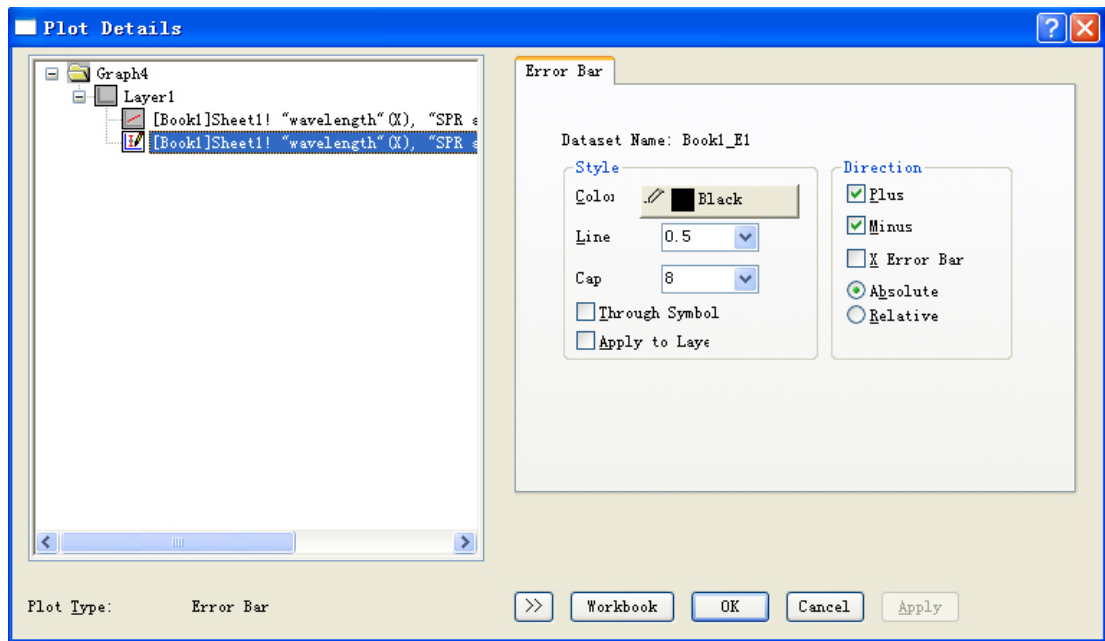 Plot Details
Graph4
Layer1
[Book1]Sheet1! "wavelength"(X), "SPR
[Book1]Sheet1! "wavelength"(X), "SPR
Error Bar
Dataset Name: Book1_E1
Style
Color
Black
Line
0.5
Cap
8
Through Symbol
Apply to Laye
Direction
Plus
Minus
X Error Bar
Absolute
Relative
Plot Type: Error Bar
>> Workbook OK Cancel Apply